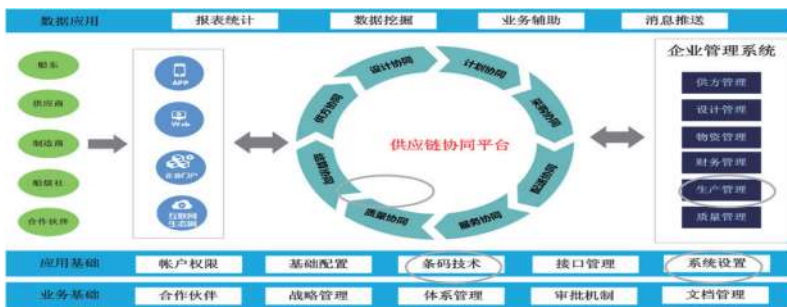 数据应用 报表统计 数据挖掘 业务辅助 消息推送
船东
供应商
制造商
船级社
合作伙伴
APP
Web
企业门户
互联网
生态圈
设计协同
计划协同
采购协同
配送协同
服务协同
质量协同
结算协同
供方协同
供应链协同平台
企业管理系统
供方管理
设计管理
物资管理
财务管理
生产管理
质量管理
应用基础 帐户权限 基础配置 条码技术 接口管理 系统设置
业务基础 合作伙伴 战略管理 体系管理 审批机制 文档管理